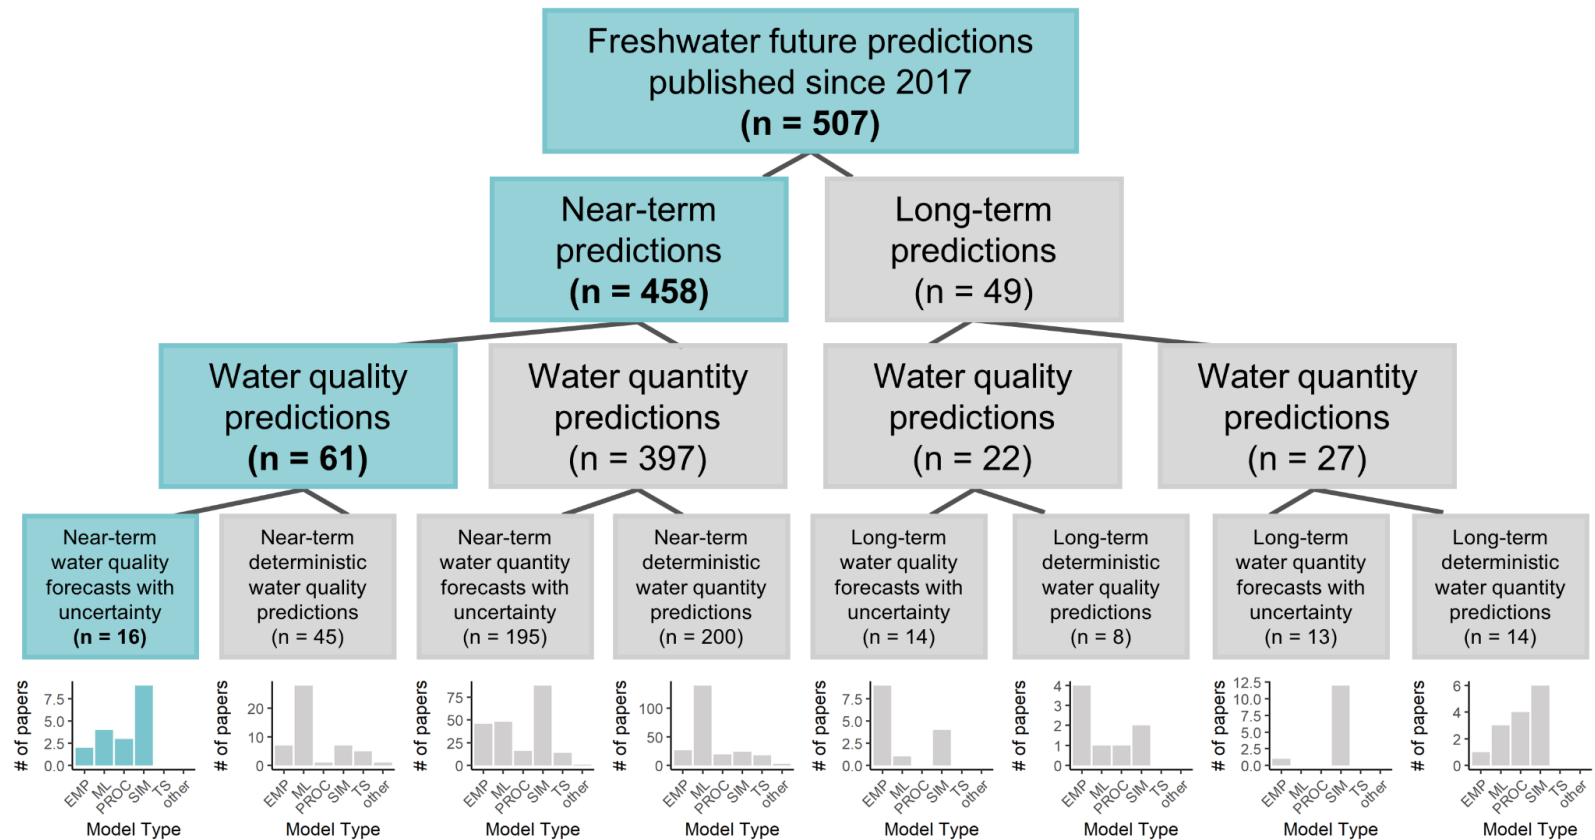 Freshwater future predictions
published since 2017
(n = 507)
Near-term
predictions
(n = 458)
Long-term
predictions
(n = 49)
Water quality
predictions
(n = 61)
Water quantity
predictions
(n = 397)
Water quality
predictions
(n = 22)
Water quantity
predictions
(n = 27)
Near-term
water quality
forecasts with
uncertainty
(n = 16)
Near-term
deterministic
water quality
predictions
(n = 45)
Near-term
water quantity
forecasts with
uncertainty
(n = 195)
Near-term
deterministic
water quantity
predictions
(n = 200)
Long-term
water quality
forecasts with
uncertainty
(n = 14)
Long-term
deterministic
water quality
predictions
(n = 8)
Long-term
water quantity
forecasts with
uncertainty
(n = 13)
Long-term
deterministic
water quantity
predictions
(n = 14)
# of papers
7.5
5.0
2.5
0.0
EMP
ML
PROC
SIM
TS
other
Model Type
# of papers
20
10
0
EMP
ML
PROC
SIM
TS
other
Model Type
# of papers
75
50
25
0
EMP
ML
PROC
SIM
TS
other
Model Type
# of papers
100
50
0
EMP
ML
PROC
SIM
TS
other
Model Type
# of papers
7.5
5.0
2.5
0.0
EMP
ML
PROC
SIM
TS
other
Model Type
# of papers
4
3
2
1
0
EMP
ML
PROC
SIM
TS
other
Model Type
# of papers
12.5
10.0
7.5
5.0
2.5
0.0
EMP
ML
PROC
SIM
TS
other
Model Type
# of papers
6
4
2
0
EMP
ML
PROC
SIM
TS
other
Model Type